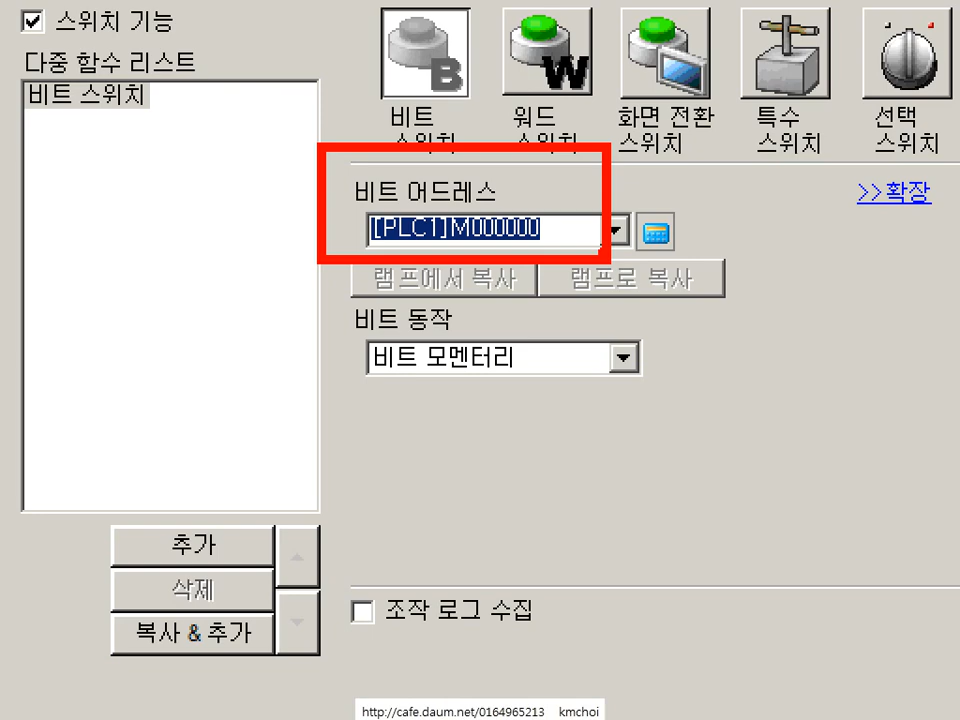 스위치 기능
다중 함수 리스트
비트 스위치
B
비트
스위치
W
워드
스위치
화면 전환
스위치
특수
스위치
선택
스위치
비트 어드레스
>>확장
[PLC1]M000000
램프에서 복사
램프로 복사
비트 동작
비트 모멘터리
추가
삭제
복사 & 추가
조작 로그 수집
http://cafe.daum.net/0164965213 kmchoi